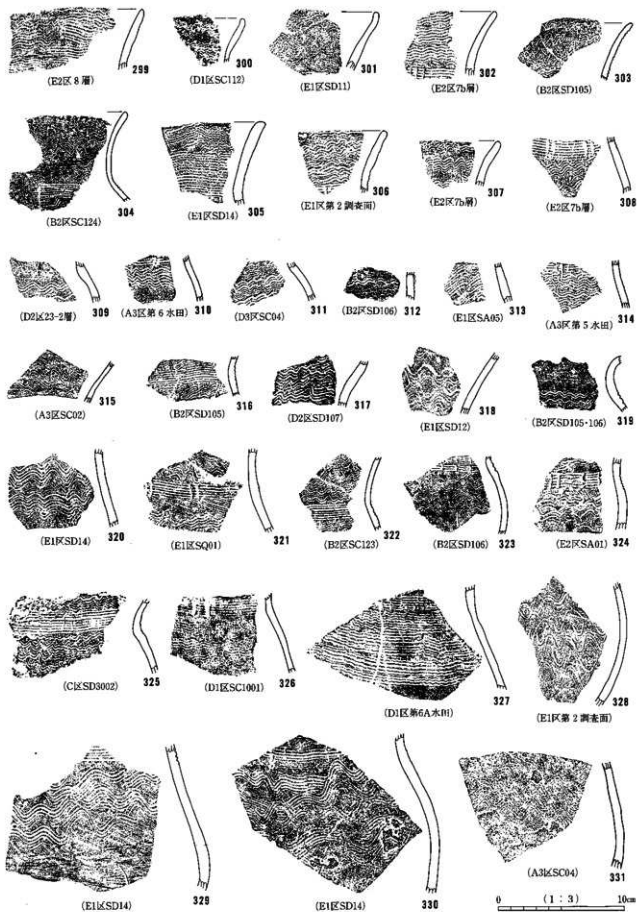 299
(E2区8層)
300
(D1区SC112)
301
(E1区SD11)
302
(E2区7b層)
303
(B2区SD105)
304
(B2区SC124)
305
(E1区SD14)
306
(E1区第2調査面)
307
(E2区7b層)
308
(E2区7b層)
309
(D2区23-2層)
310
(A3区第6水田)
311
(D3区SC04)
312
(B2区SD106)
313
(E1区SA05)
314
(A3区第5水田)
315
(A3区SC02)
316
(B2区SD105)
317
(D2区SD107)
318
(E1区SD12)
319
(B2区SD105・106)
320
(E1区SD14)
321
(E1区SQ01)
322
(B2区SC123)
323
(B2区SD106)
324
(E2区SA01)
325
(C区SD3002)
326
(D1区SC1001)
327
(D1区第6A水田)
328
(E1区第2調査面)
329
(E1区SD14)
330
(E1区SD14)
331
(A3区SC04)
0 (1:3) 10cm